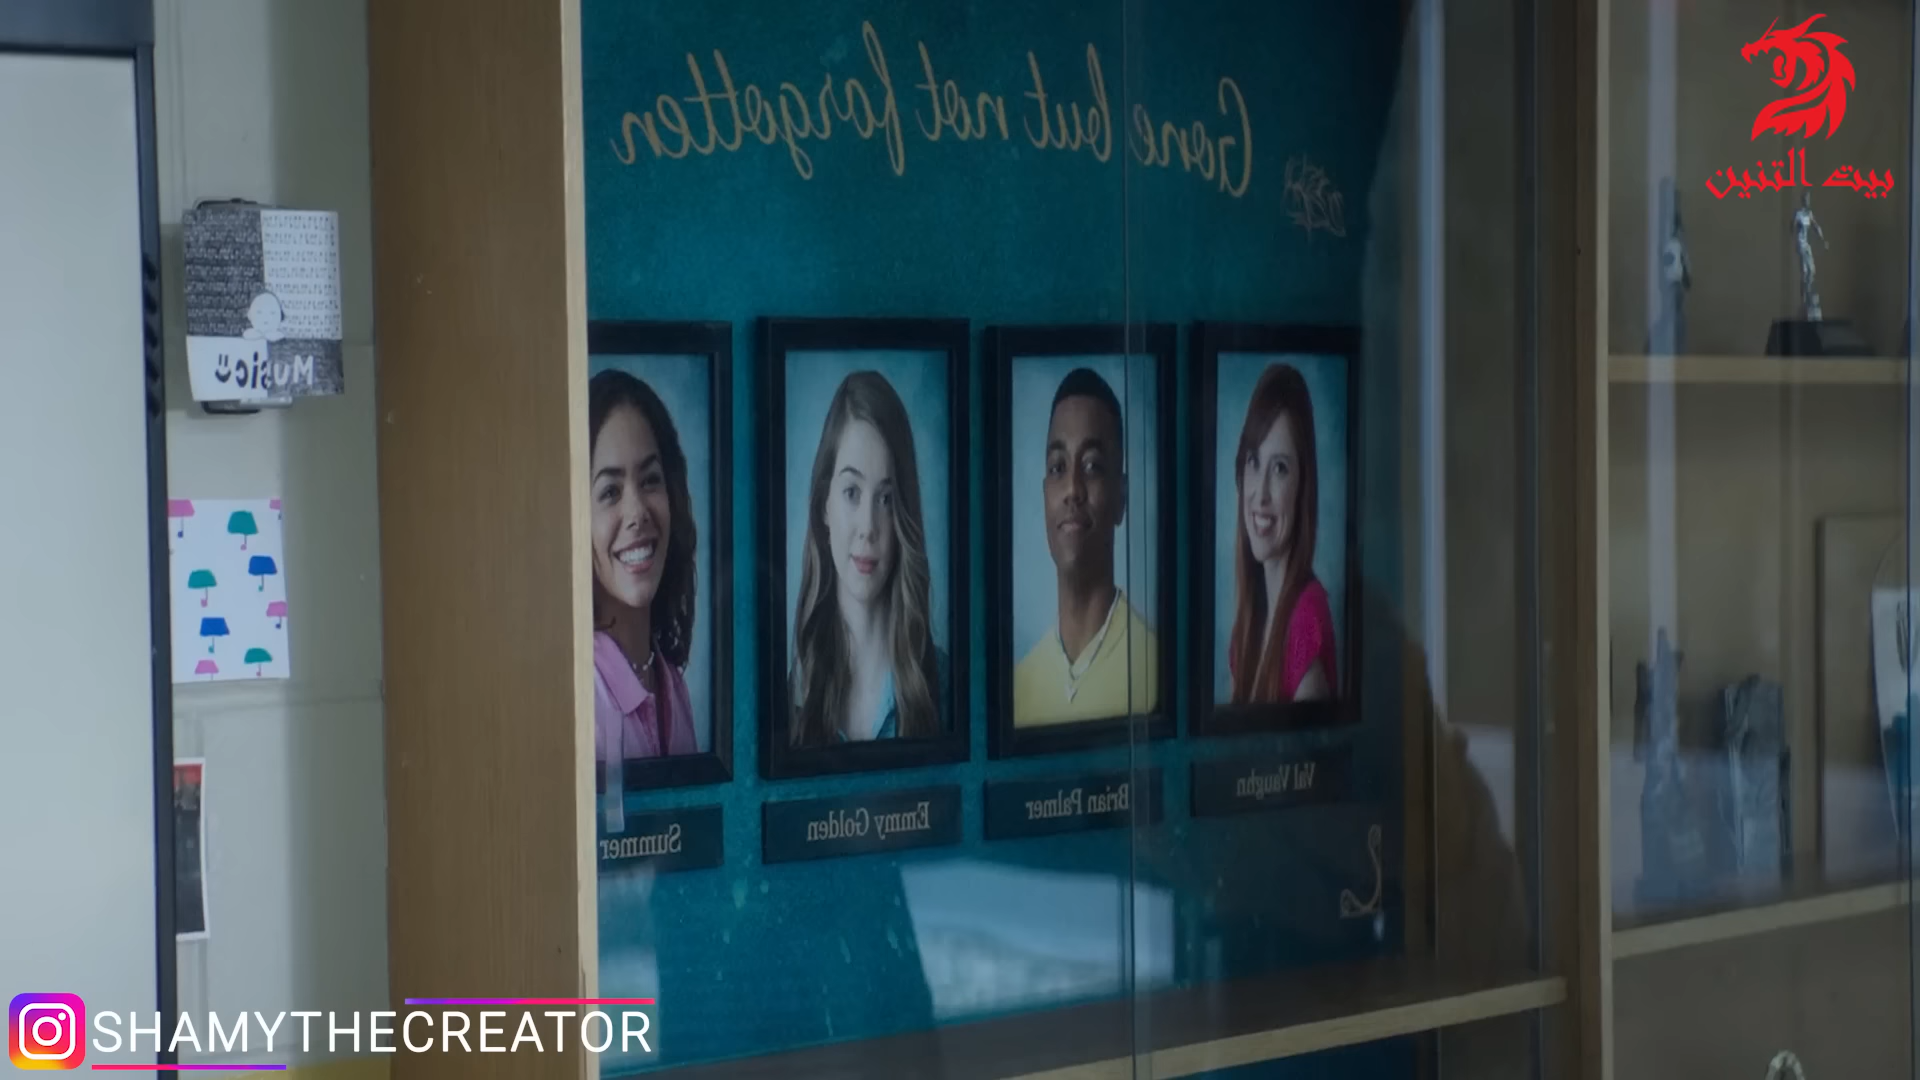 بيت التنين
Gone but not forgotten
Music
Summer
Emmy Golden
Brian Palmer
Val Vaughn
SHAMYTHECREATOR